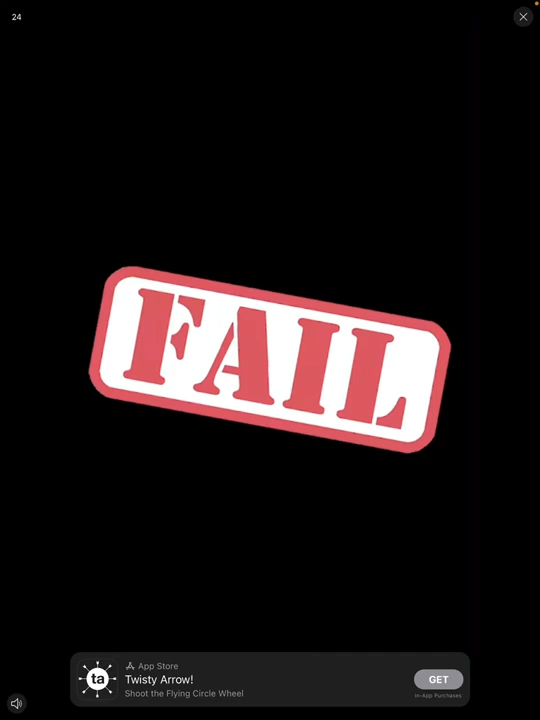 24
FAIL
ta
App Store
Twisty Arrow!
Shoot the Flying Circle Wheel
GET
In-App Purchases